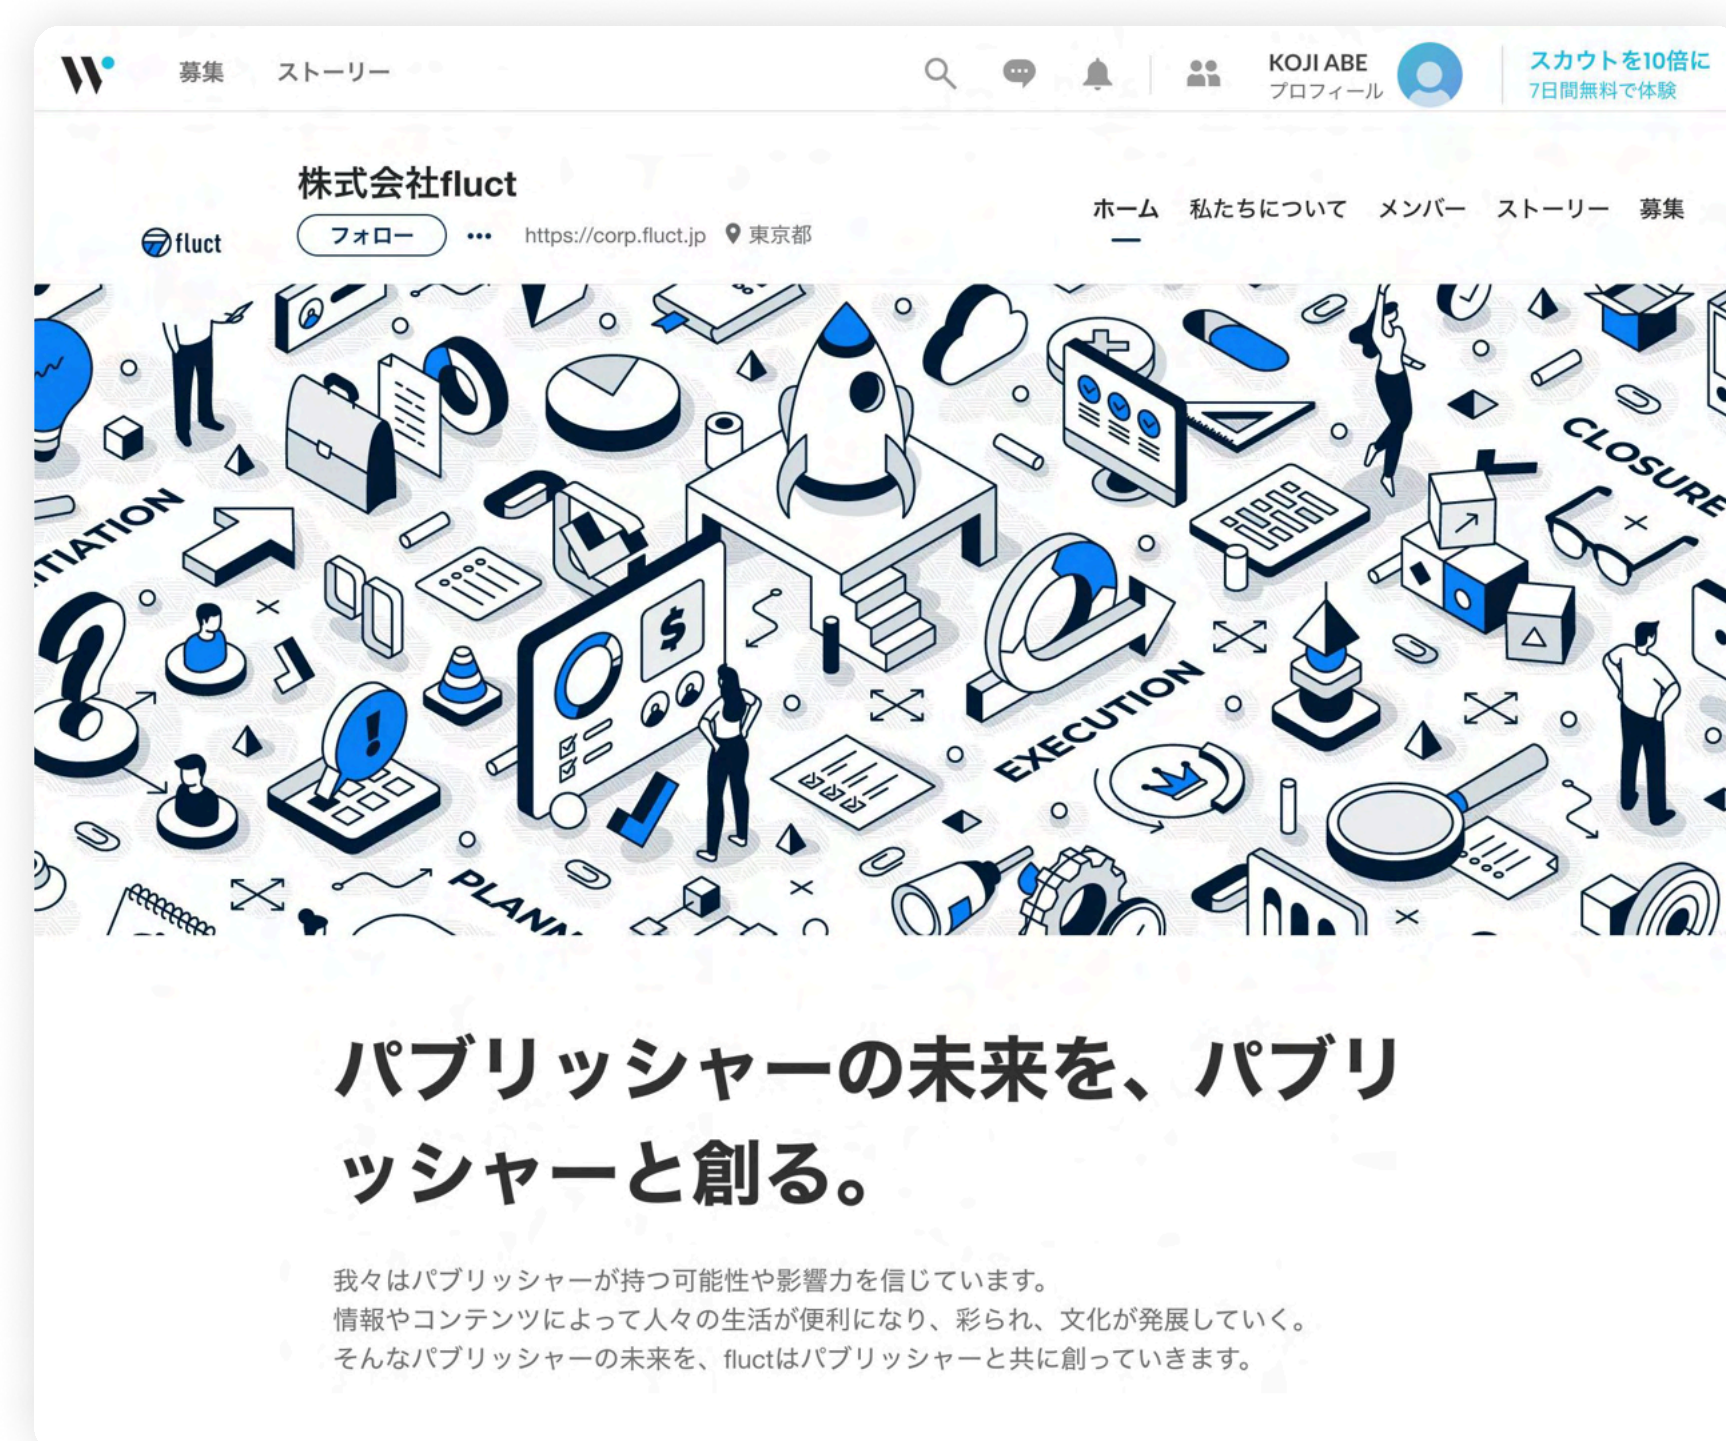 募集 ストーリー KOJI ABE スカウトを10倍に
プロフィール 7日間無料で体験
株式会社fluct
fluct フォロー ••• https://corp.fluct.jp 東京都
ホーム 私たちについて メンバー ストーリー 募集
CLOSURE
ITIATION
$
EXECUTION
PLANN
パブリッシャーの未来を、パブリ
ッシャーと創る。
我々はパブリッシャーが持つ可能性や影響力を信じています。
情報やコンテンツによって人々の生活が便利になり、彩られ、文化が発展していく。
そんなパブリッシャーの未来を、fluctはパブリッシャーと共に創っていきます。